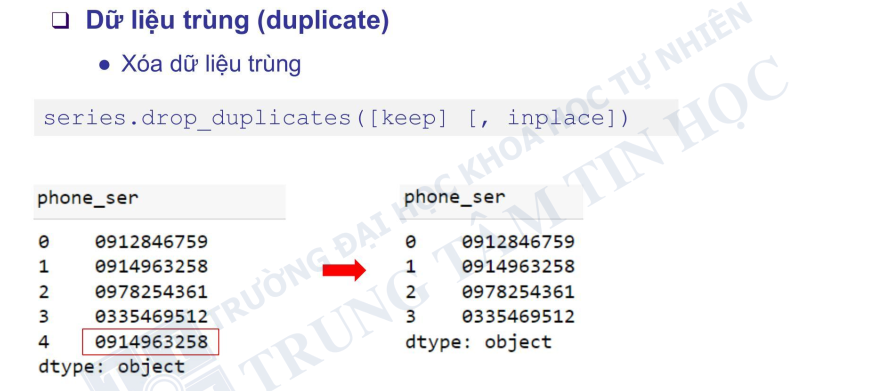 Dữ liệu trùng (duplicate)
Xóa dữ liệu trùng
series.drop_duplicates([keep] [, inplace])
phone_ser
0 0912846759
1 0914963258
2 0978254361
3 0335469512
4 0914963258
dtype: object
phone_ser
0 0912846759
1 0914963258
2 0978254361
3 0335469512
dtype: object
TRƯỜNG ĐẠI HỌC KHOA HỌC TỰ NHIÊN
TRUNG TÂM TIN HỌC